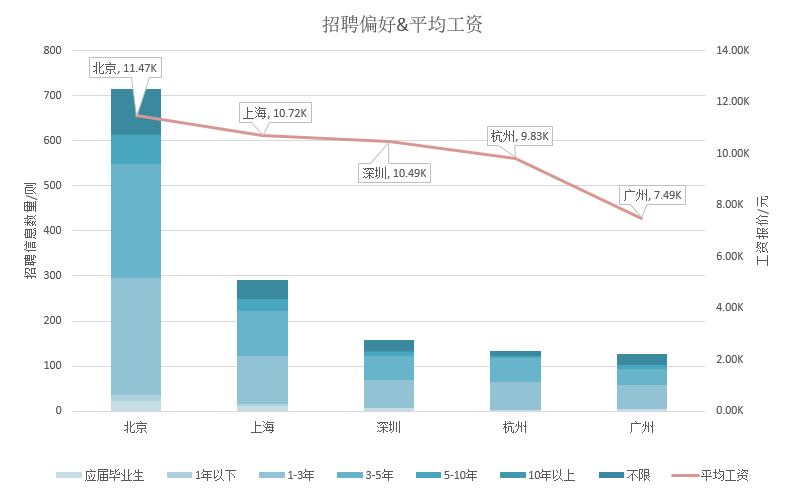 招聘偏好&平均工资
800
700
600
500
400
300
200
100
0
招聘信息数量/则
14.00K
12.00K
10.00K
8.00K
6.00K
4.00K
2.00K
0.00K
工资报价/元
北京, 11.47K
上海, 10.72K
深圳, 10.49K
杭州, 9.83K
广州, 7.49K
北京 上海 深圳 杭州 广州
应届毕业生 1年以下 1-3年 3-5年 5-10年 10年以上 不限 平均工资